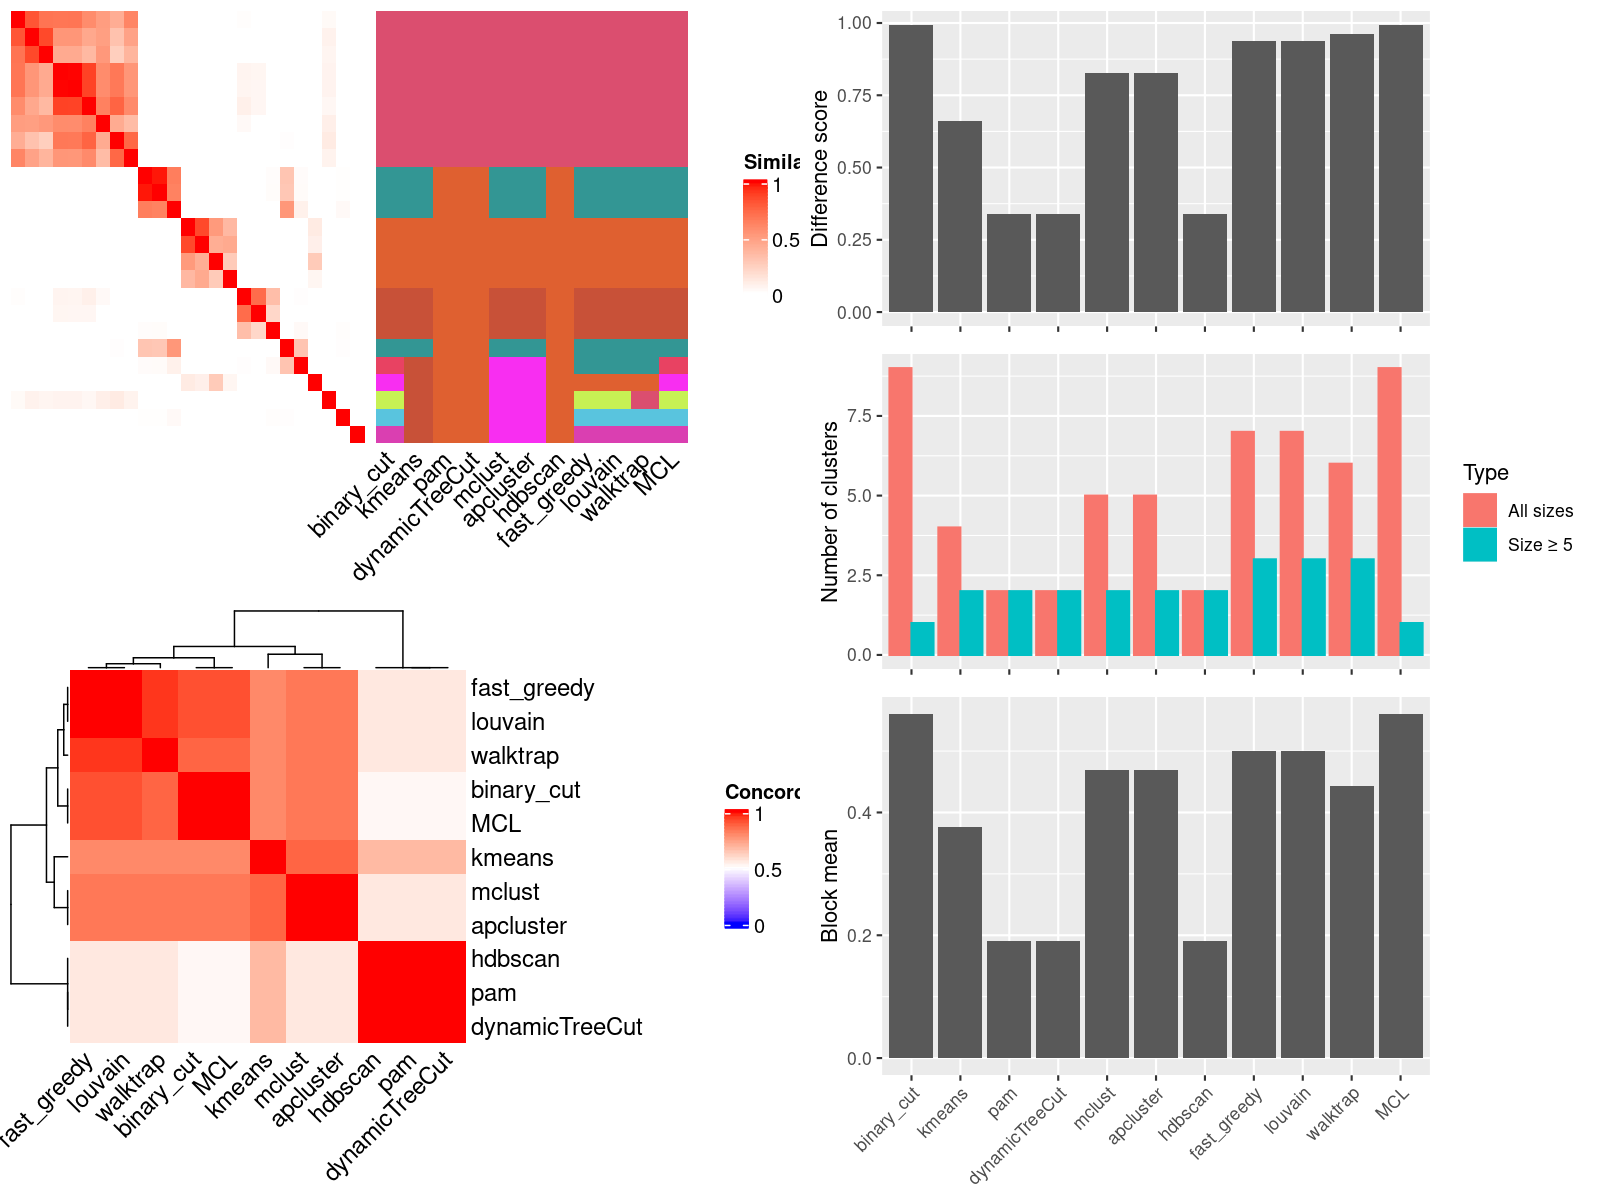 Simila
1
0.5
0
binary_cut
kmeans
pam
dynamicTreeCut
mclust
apcluster
hdbscan
fast_greedy
louvain
walktrap
MCL
fast_greedy
louvain
walktrap
binary_cut
MCL
kmeans
mclust
apcluster
hdbscan
pam
dynamicTreeCut
fast_greedy
louvain
walktrap
binary_cut
MCL
kmeans
mclust
apcluster
hdbscan
pam
dynamicTreeCut
Concord
1
0.5
0
Difference score
1.00
0.75
0.50
0.25
0.00
Number of clusters
7.5
5.0
2.5
0.0
Type
All sizes
Size ≥ 5
Block mean
0.4
0.2
0.0
binary_cut
kmeans
pam
dynamicTreeCut
mclust
apcluster
hdbscan
fast_greedy
louvain
walktrap
MCL